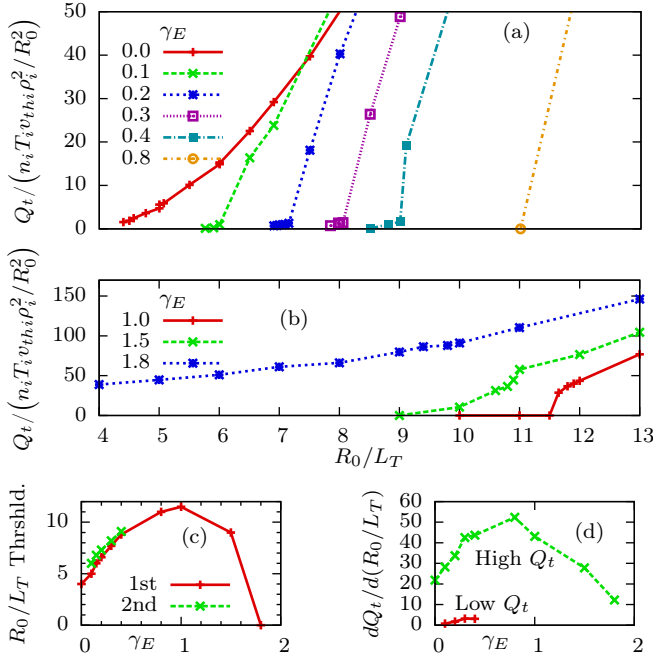 Q_t/(n_i T_i v_{thi} ρ_i^2/R_0^2)
50
40
30
20
10
0
γ_E
0.0
0.1
0.2
0.3
0.4
0.8
(a)
Q_t/(n_i T_i v_{thi} ρ_i^2/R_0^2)
150
100
50
0
γ_E
1.0
1.5
1.8
(b)
4 5 6 7 8 9 10 11 12 13
R_0/L_T
R_0/L_T Thrshld.
10
5
0
(c)
1st
2nd
0 1 2
γ_E
dQ_t/d(R_0/L_T)
60
50
40
30
20
10
0
(d)
High Q_t
Low Q_t
0 1 2
γ_E